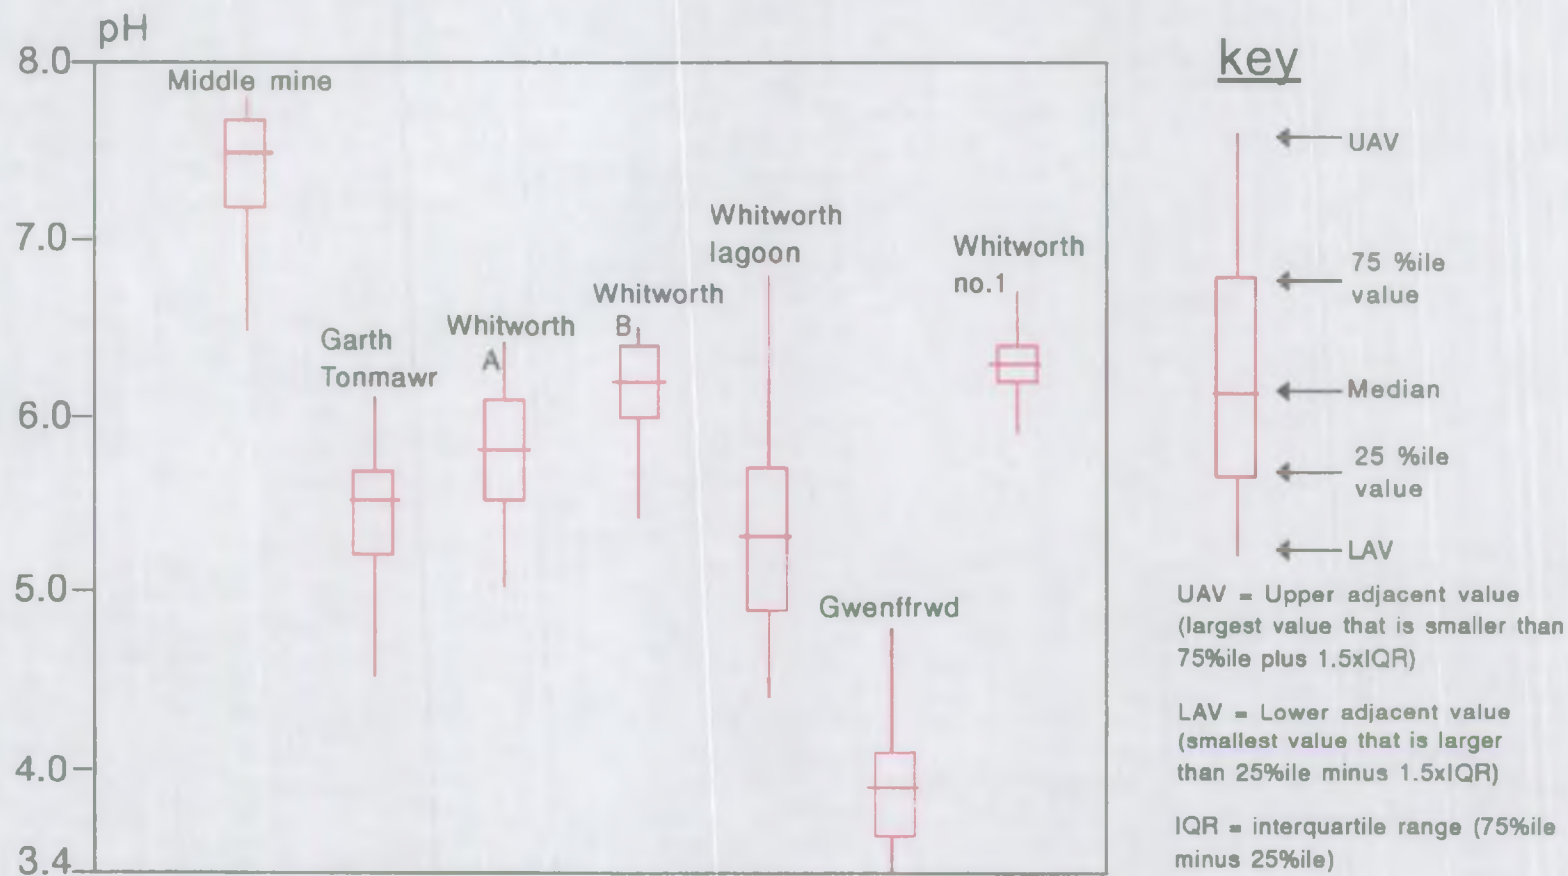 pH
8.0
7.0
6.0
5.0
4.0
3.4
Middle mine
Garth
Tonmawr
Whitworth
A
Whitworth
B
Whitworth
lagoon
Gwenffrwd
Whitworth
no.1
key
UAV
75 %ile
value
Median
25 %ile
value
LAV
UAV = Upper adjacent value
(largest value that is smaller than
75%ile plus 1.5xIQR)
LAV = Lower adjacent value
(smallest value that is larger
than 25%ile minus 1.5xIQR)
IQR = interquartile range (75%ile
minus 25%ile)